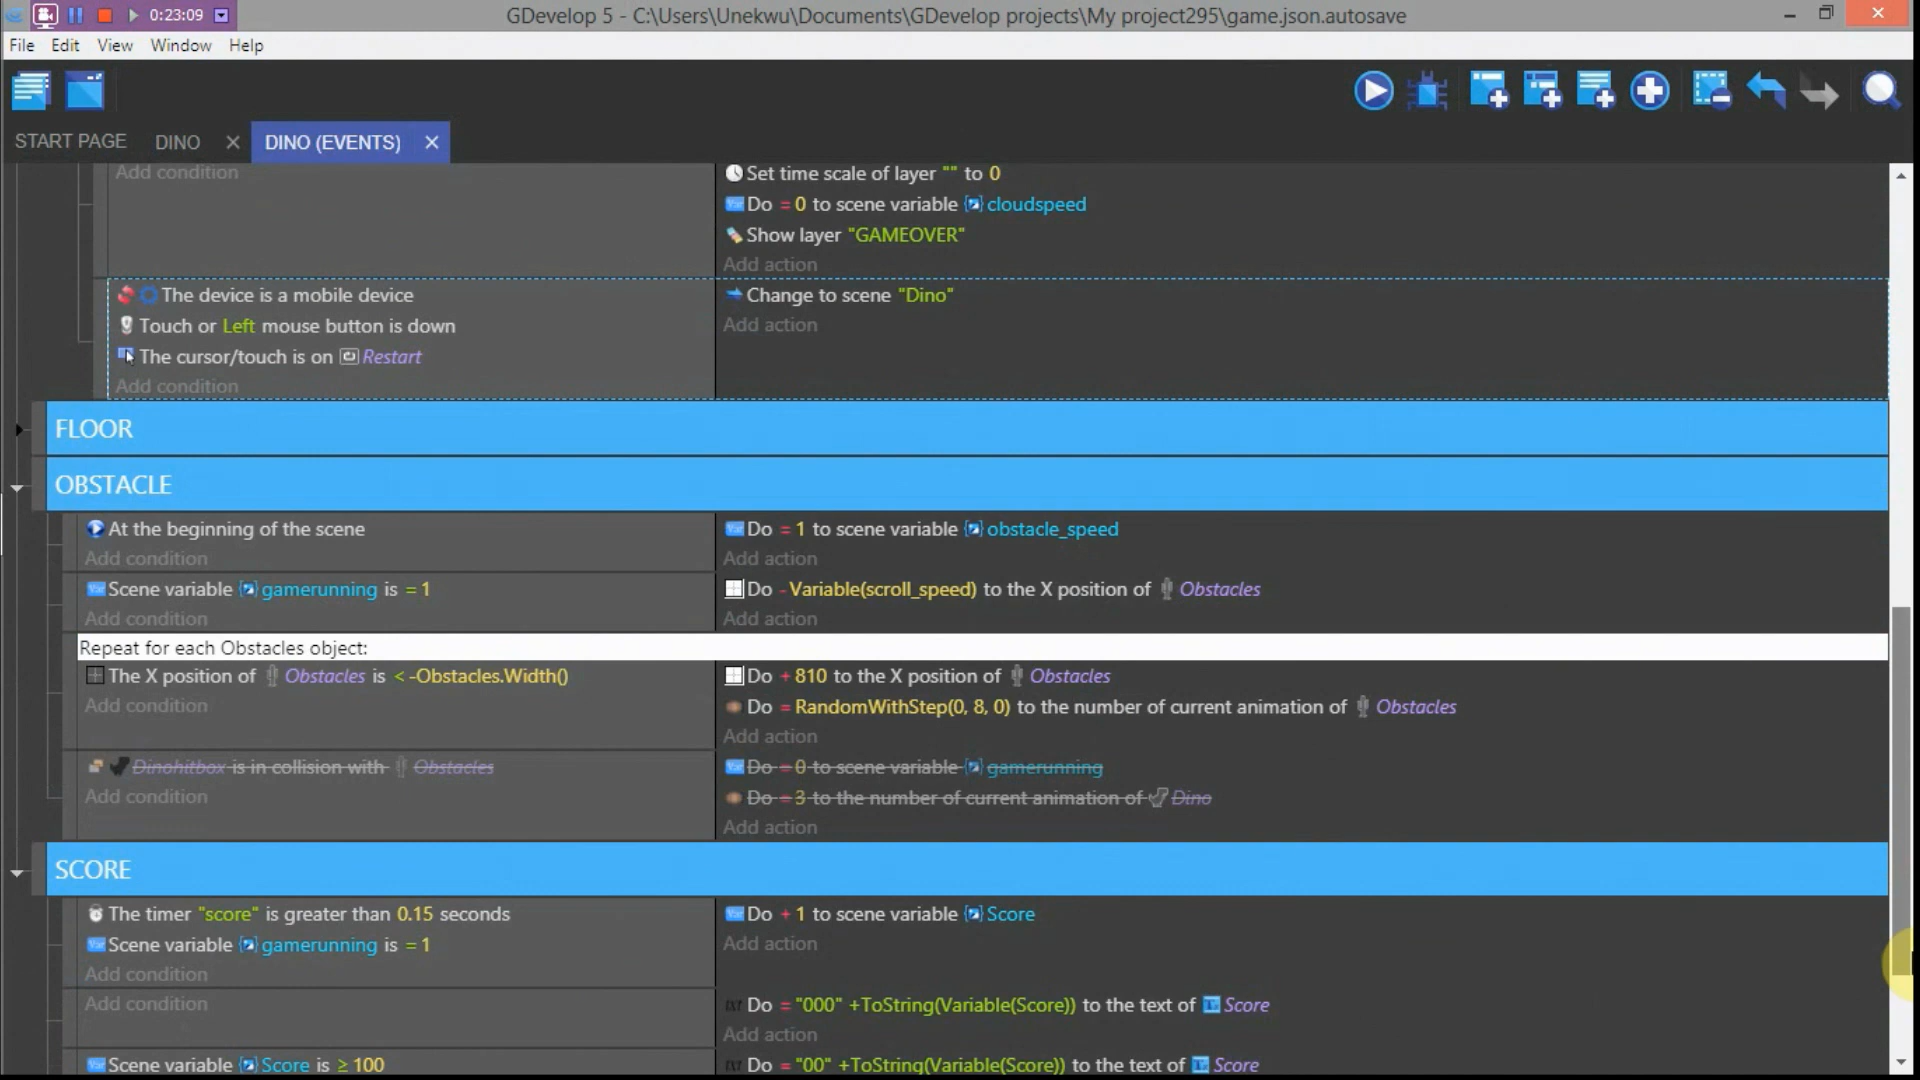 0:23:09
GDevelop 5 - C:\Users\Unekwu\Documents\GDevelop projects\My project295\game.json.autosave
File Edit View Window Help
START PAGE DINO DINO (EVENTS)
Add condition
Set time scale of layer "" to 0
Do = 0 to scene variable cloudspeed
Show layer "GAMEOVER"
Add action
The device is a mobile device
Touch or Left mouse button is down
The cursor/touch is on Restart
Add condition
Change to scene "Dino"
Add action
FLOOR
OBSTACLE
At the beginning of the scene
Add condition
Do = 1 to scene variable obstacle_speed
Add action
Scene variable gamerunning is = 1
Add condition
Do - Variable(scroll_speed) to the X position of Obstacles
Add action
Repeat for each Obstacles object:
The X position of Obstacles is < -Obstacles.Width()
Add condition
Do + 810 to the X position of Obstacles
Do = RandomWithStep(0, 8, 0) to the number of current animation of Obstacles
Add action
Dinohitbox is in collision with Obstacles
Add condition
Do = 0 to scene variable gamerunning
Do = 3 to the number of current animation of Dino
Add action
SCORE
The timer "score" is greater than 0.15 seconds
Scene variable gamerunning is = 1
Add condition
Do + 1 to scene variable Score
Add action
Add condition
Do = "000" +ToString(Variable(Score)) to the text of Score
Add action
Scene variable Score is ≥ 100
Do = "00" +ToString(Variable(Score)) to the text of Score